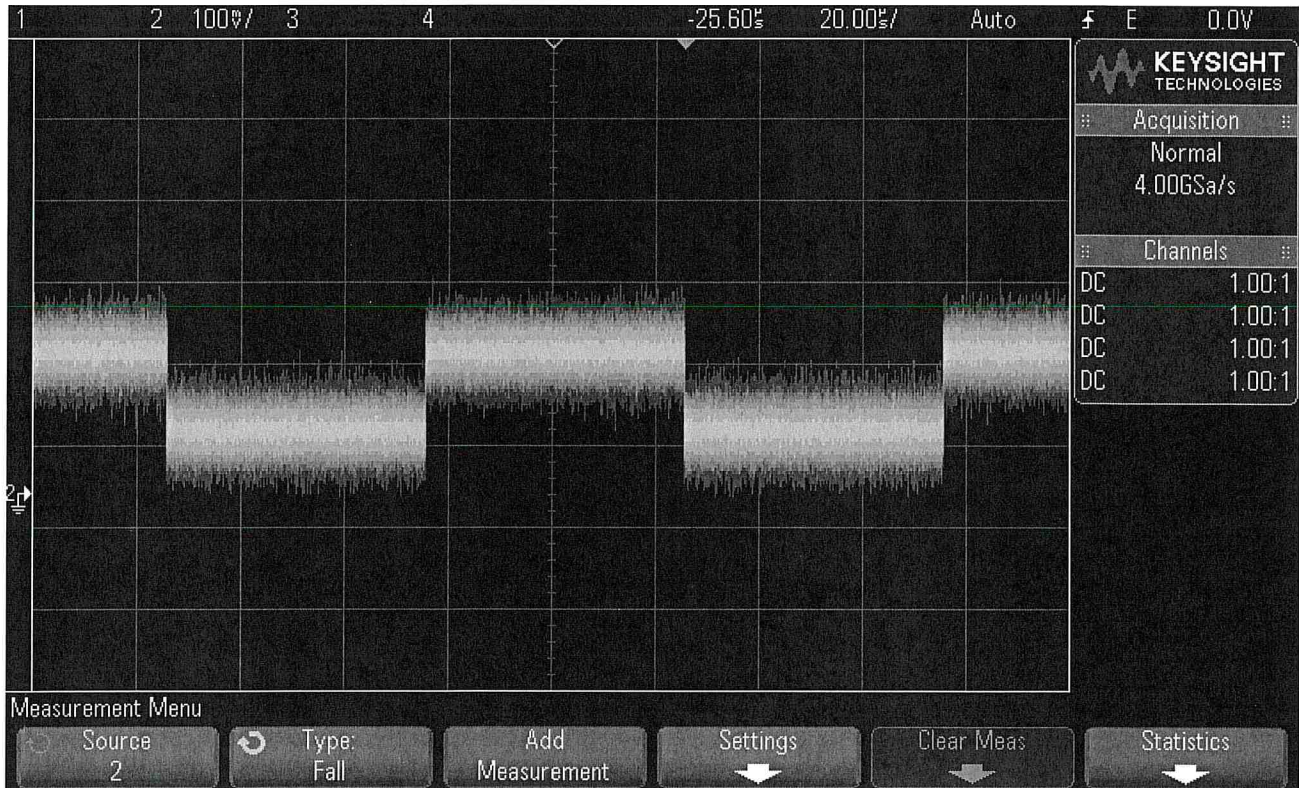 1 2 100mV/ 3 4 -25.60µs 20.00µs/ Auto E 0.0V
KEYSIGHT
TECHNOLOGIES
Acquisition
Normal
4.00GSa/s
Channels
DC 1.00:1
DC 1.00:1
DC 1.00:1
DC 1.00:1
2
Measurement Menu
Source
2
Type:
Fall
Add
Measurement
Settings
Clear Meas
Statistics